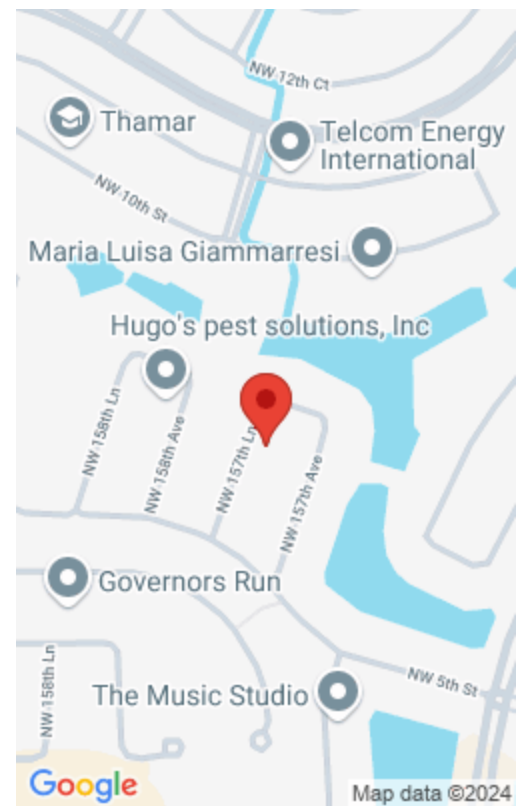 NW 12th Ct
Thamar
Telcom Energy
International
NW 10th St
Maria Luisa Giammarresi
Hugo's pest solutions, Inc
NW 158th Ln
NW 158th Ave
NW 157th Ln
NW 157th Ave
Governors Run
NW 158th Ln
NW 5th St
The Music Studio
Google
Map data ©2024